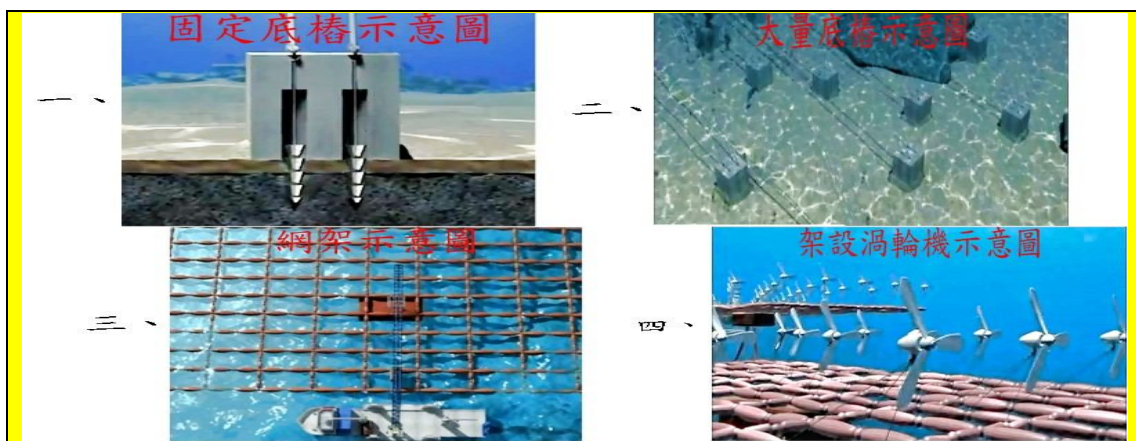 一、
固定底樁示意圖
二、
大量底樁示意圖
三、
網架示意圖
四、
架設渦輪機示意圖